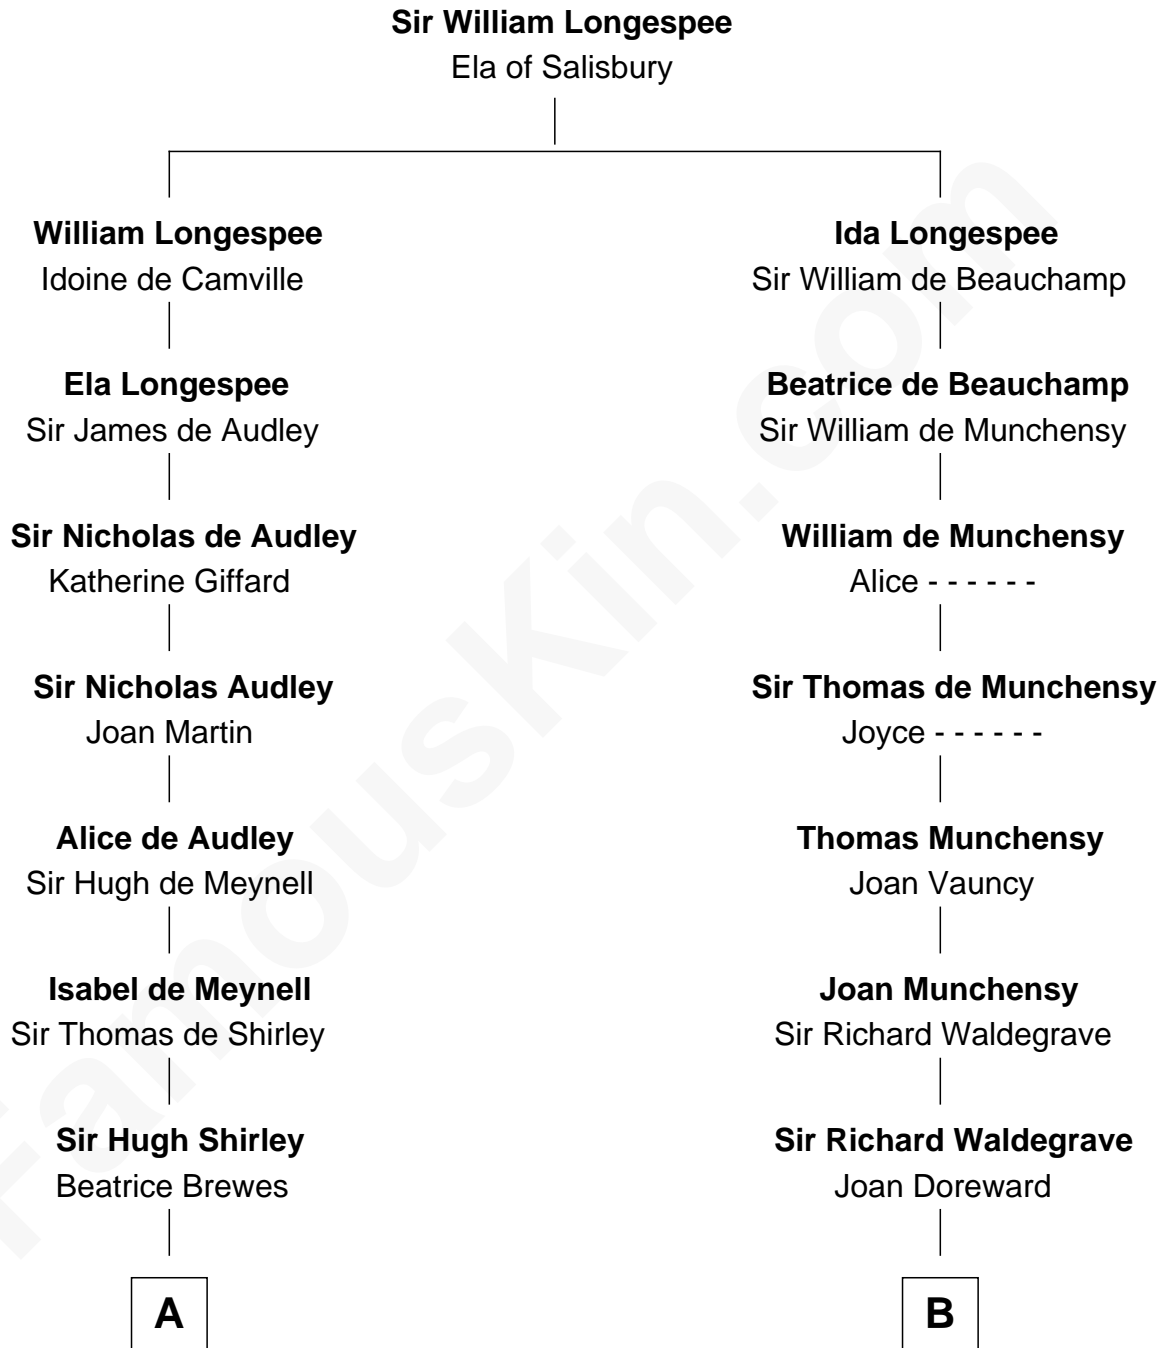 Sir William Longespee
Ela of Salisbury
William Longespee
Idoine de Camville
Ida Longespee
Sir William de Beauchamp
Ela Longespee
Sir James de Audley
Beatrice de Beauchamp
Sir William de Munchensy
Sir Nicholas de Audley
Katherine Giffard
William de Munchensy
Alice - - - - - -
Sir Nicholas Audley
Joan Martin
Sir Thomas de Munchensy
Joyce - - - - - -
Alice de Audley
Sir Hugh de Meynell
Thomas Munchensy
Joan Vauncy
Isabel de Meynell
Sir Thomas de Shirley
Joan Munchensy
Sir Richard Waldegrave
Sir Hugh Shirley
Beatrice Brewes
Sir Richard Waldegrave
Joan Doreward
A
B
FamousKin.com